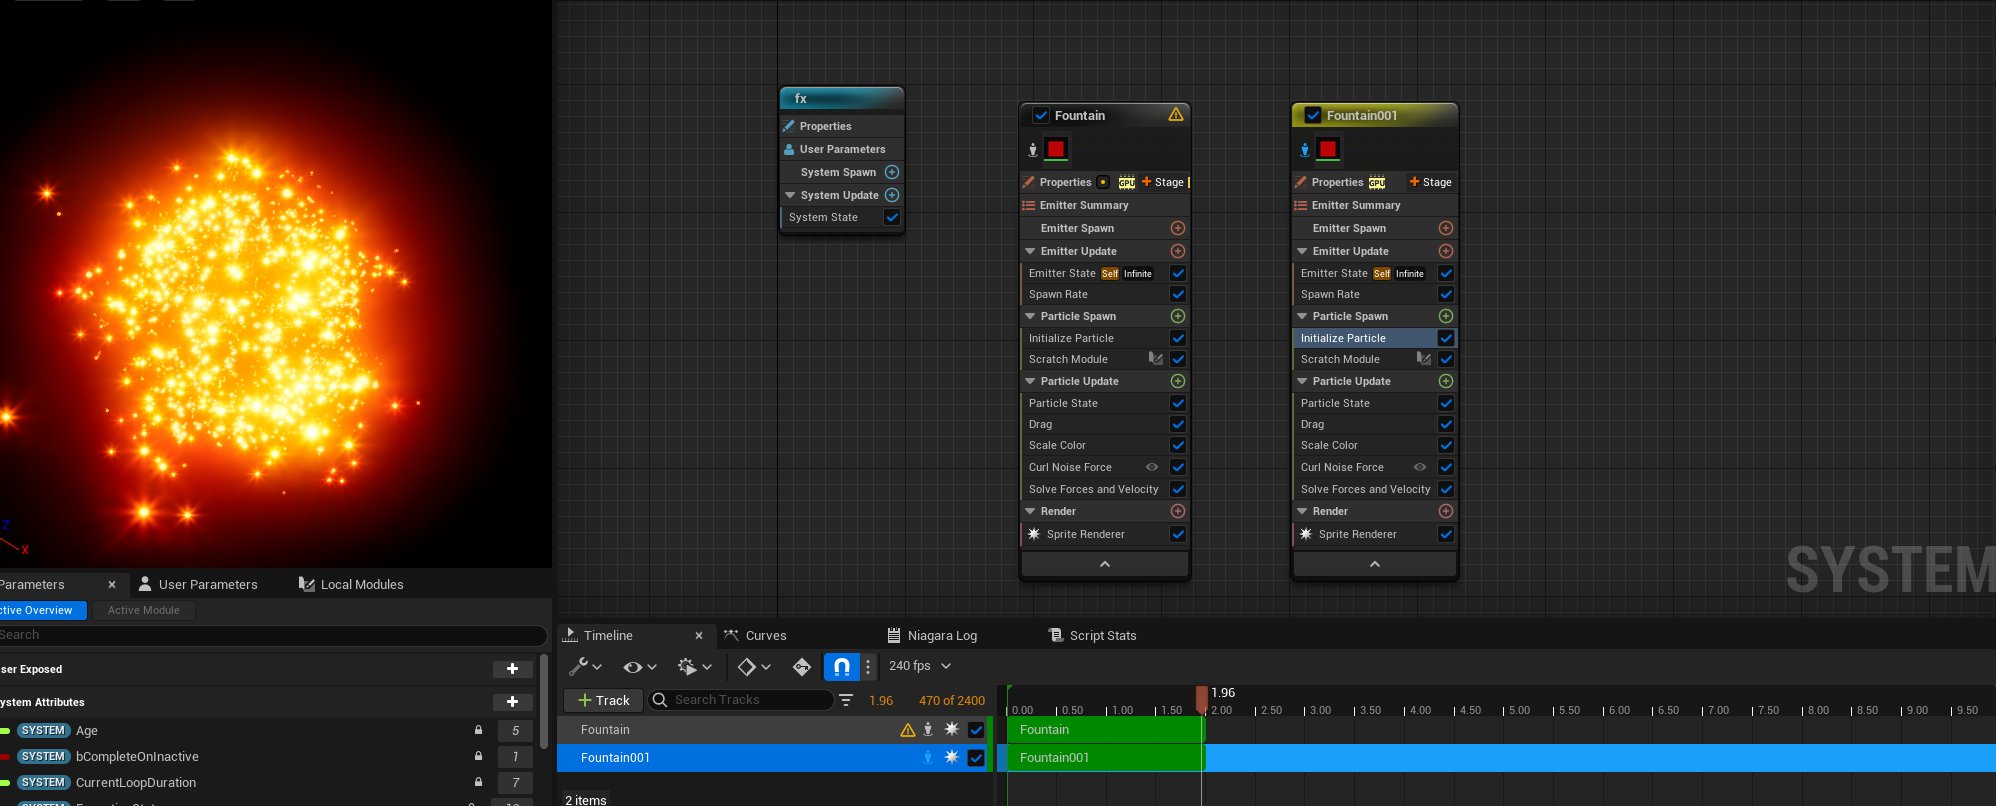 fx
Properties
User Parameters
System Spawn
System Update
System State
Fountain
Properties GPU Stage
Emitter Summary
Emitter Spawn
Emitter Update
Emitter State Self Infinite
Spawn Rate
Particle Spawn
Initialize Particle
Scratch Module
Particle Update
Particle State
Drag
Scale Color
Curl Noise Force
Solve Forces and Velocity
Render
Sprite Renderer
Fountain001
Properties GPU Stage
Emitter Summary
Emitter Spawn
Emitter Update
Emitter State Self Infinite
Spawn Rate
Particle Spawn
Initialize Particle
Scratch Module
Particle Update
Particle State
Drag
Scale Color
Curl Noise Force
Solve Forces and Velocity
Render
Sprite Renderer
SYSTEM
Z
X
Parameters × User Parameters Local Modules
ctive Overview Active Module
Search
ser Exposed +
ystem Attributes +
SYSTEM Age 5
SYSTEM bCompleteOnInactive 1
SYSTEM CurrentLoopDuration 7
Timeline × Curves Niagara Log Script Stats
240 fps
+ Track Search Tracks 1.96 470 of 2400
1.96
0.00 0.50 1.00 1.50 2.00 2.50 3.00 3.50 4.00 4.50 5.00 5.50 6.00 6.50 7.00 7.50 8.00 8.50 9.00 9.50
Fountain Fountain
Fountain001 Fountain001
2 items